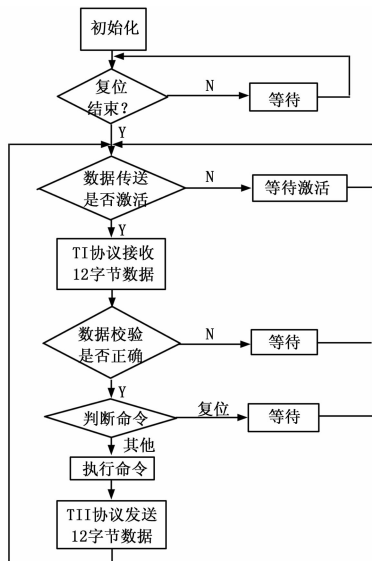 初始化
复位
结束?
N
等待
Y
数据传送
是否激活
N
等待激活
Y
TI协议接收
12字节数据
数据校验
是否正确
N
等待
Y
判断命令
复位
等待
其他
执行命令
TII协议发送
12字节数据